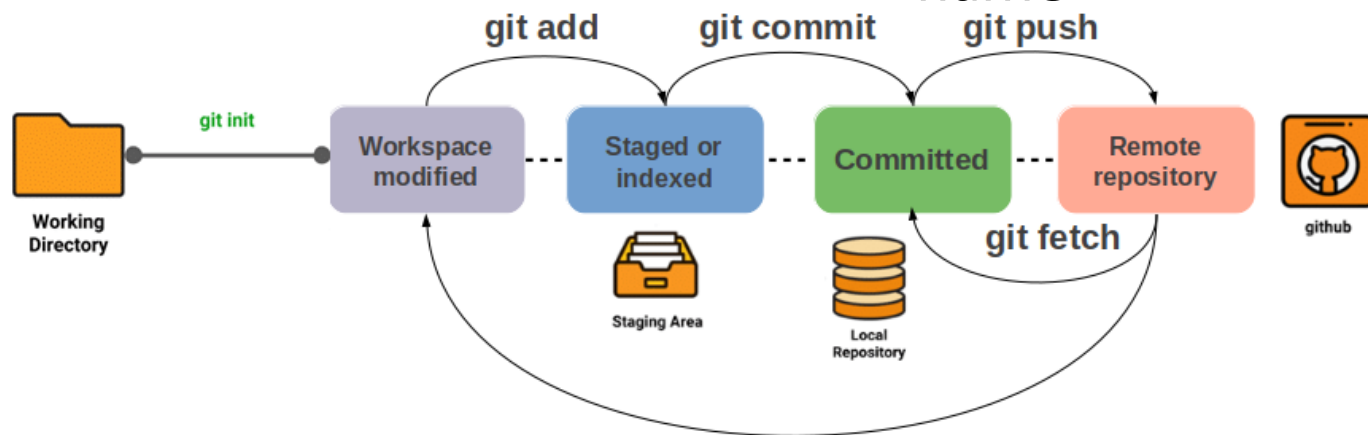 git add
git commit
git push
git init
Workspace
modified
Staged or
indexed
Committed
Remote
repository
Working
Directory
git fetch
github
Staging Area
Local
Repository